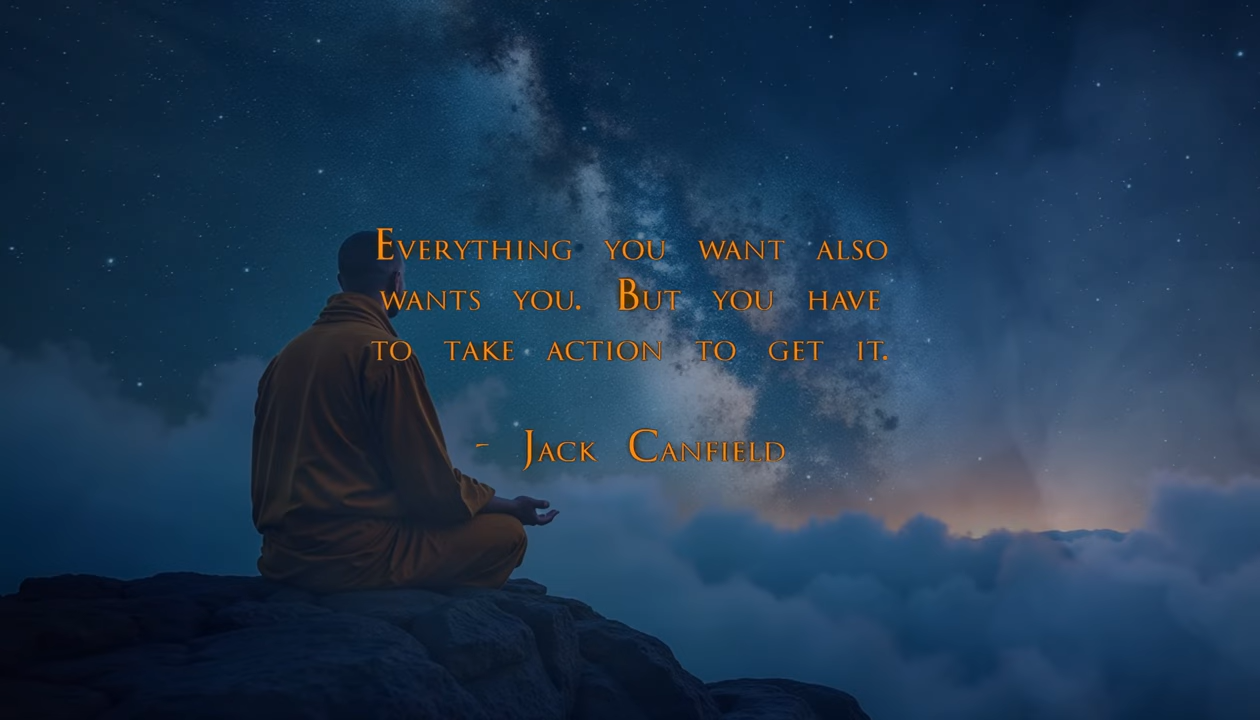 Everything you want also
wants you. But you have
to take action to get it.
- Jack Canfield